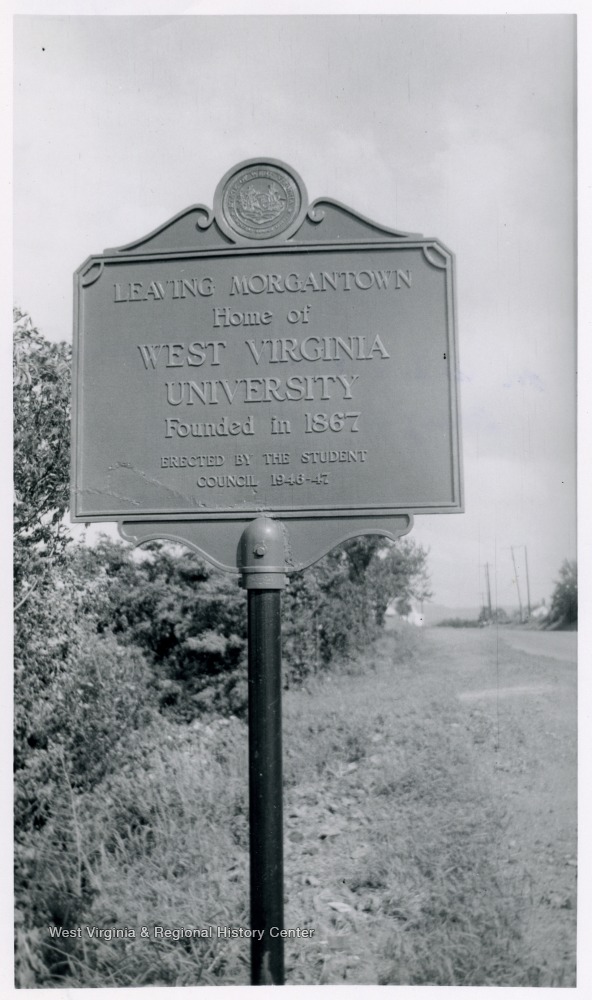 LEAVING MORGANTOWN
Home of
WEST VIRGINIA
UNIVERSITY
Founded in 1867
ERECTED BY THE STUDENT
COUNCIL 1946-47
West Virginia & Regional History Center